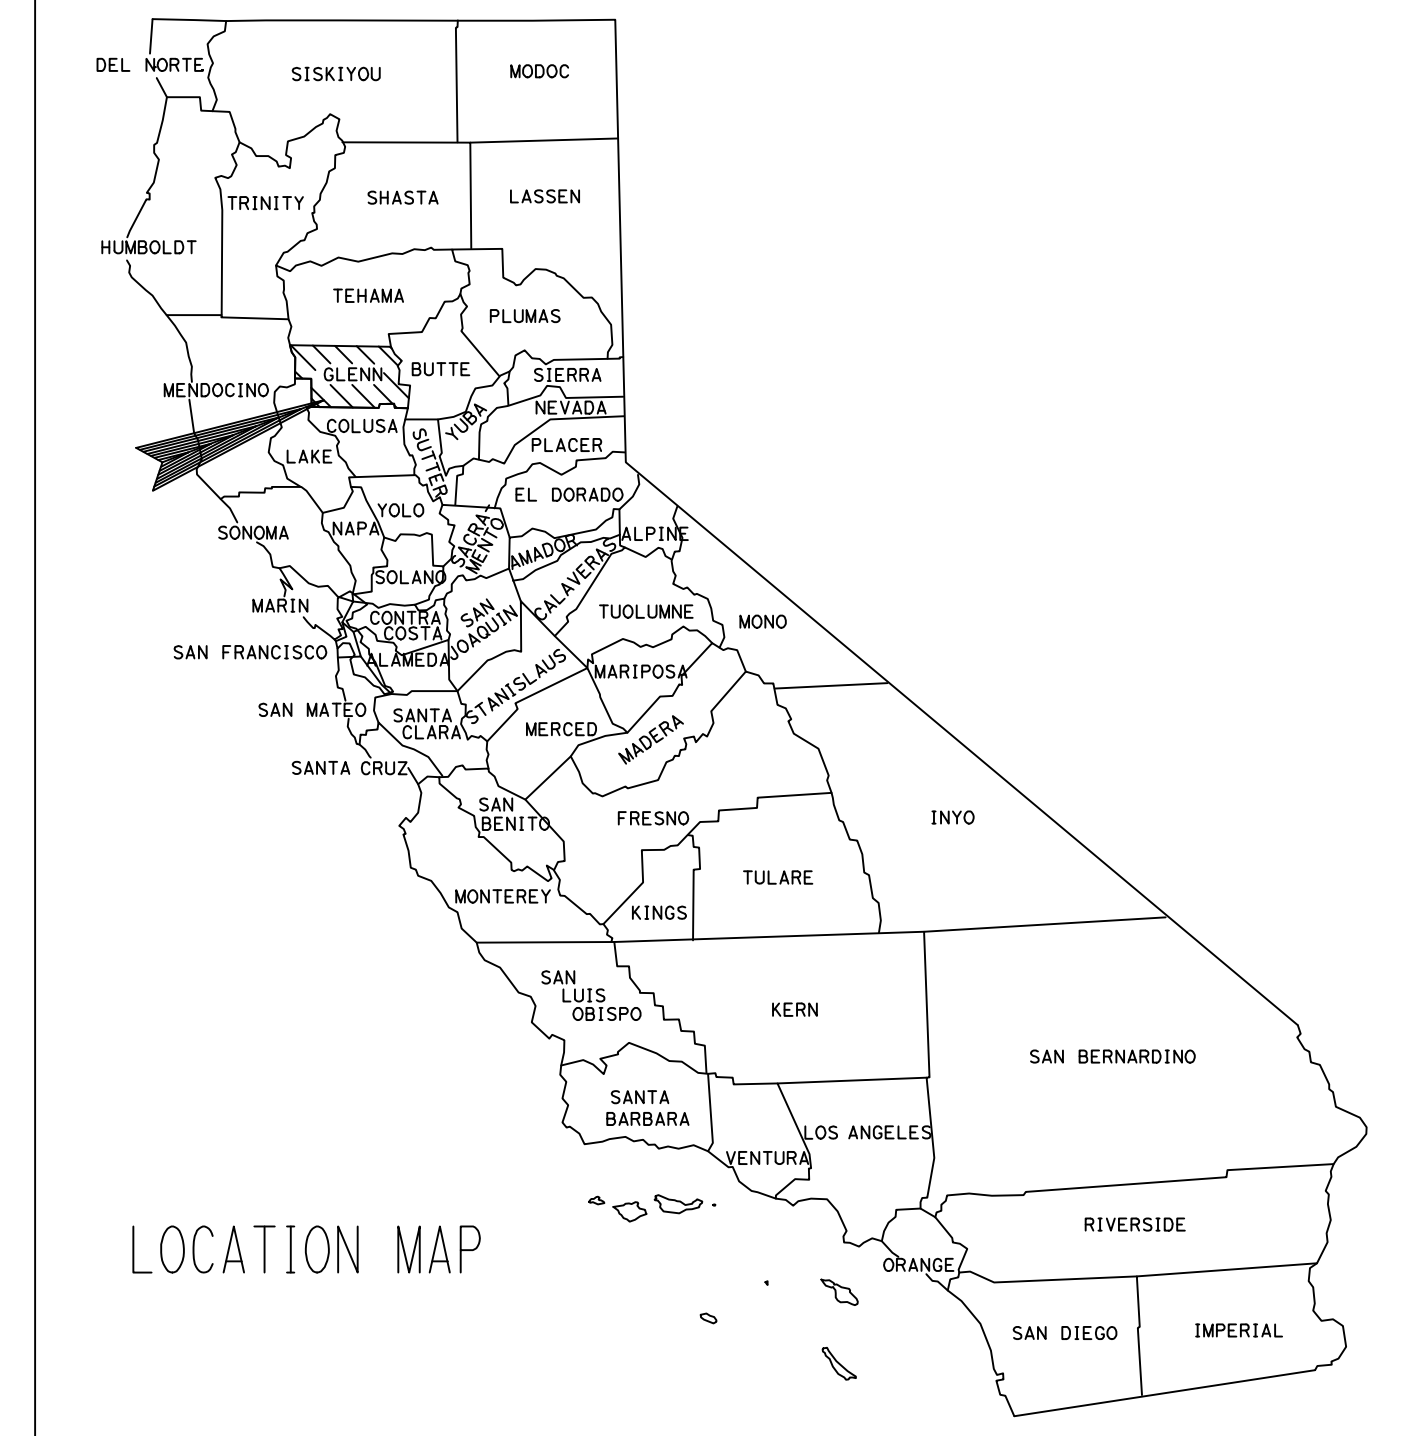 DEL NORTE
SISKIYOU
MODOC
TRINITY
SHASTA
LASSEN
HUMBOLDT
TEHAMA
PLUMAS
MENDOCINO
GLENN
BUTTE
SIERRA
NEVADA
COLUSA
SUTTER
YUBA
PLACER
LAKE
EL DORADO
SONOMA
NAPA
YOLO
SACRA-
MENTO
ALPINE
AMADOR
SOLANO
CALAVERAS
MARIN
CONTRA
COSTA
SAN
JOAQUIN
TUOLUMNE
MONO
SAN FRANCISCO
ALAMEDA
STANISLAUS
MARIPOSA
SAN MATEO
SANTA
CLARA
MERCED
MADERA
SANTA CRUZ
SAN
BENITO
FRESNO
INYO
MONTEREY
KINGS
TULARE
SAN
LUIS
OBISPO
KERN
SAN BERNARDINO
SANTA
BARBARA
VENTURA
LOS ANGELES
LOCATION MAP
RIVERSIDE
ORANGE
SAN DIEGO
IMPERIAL